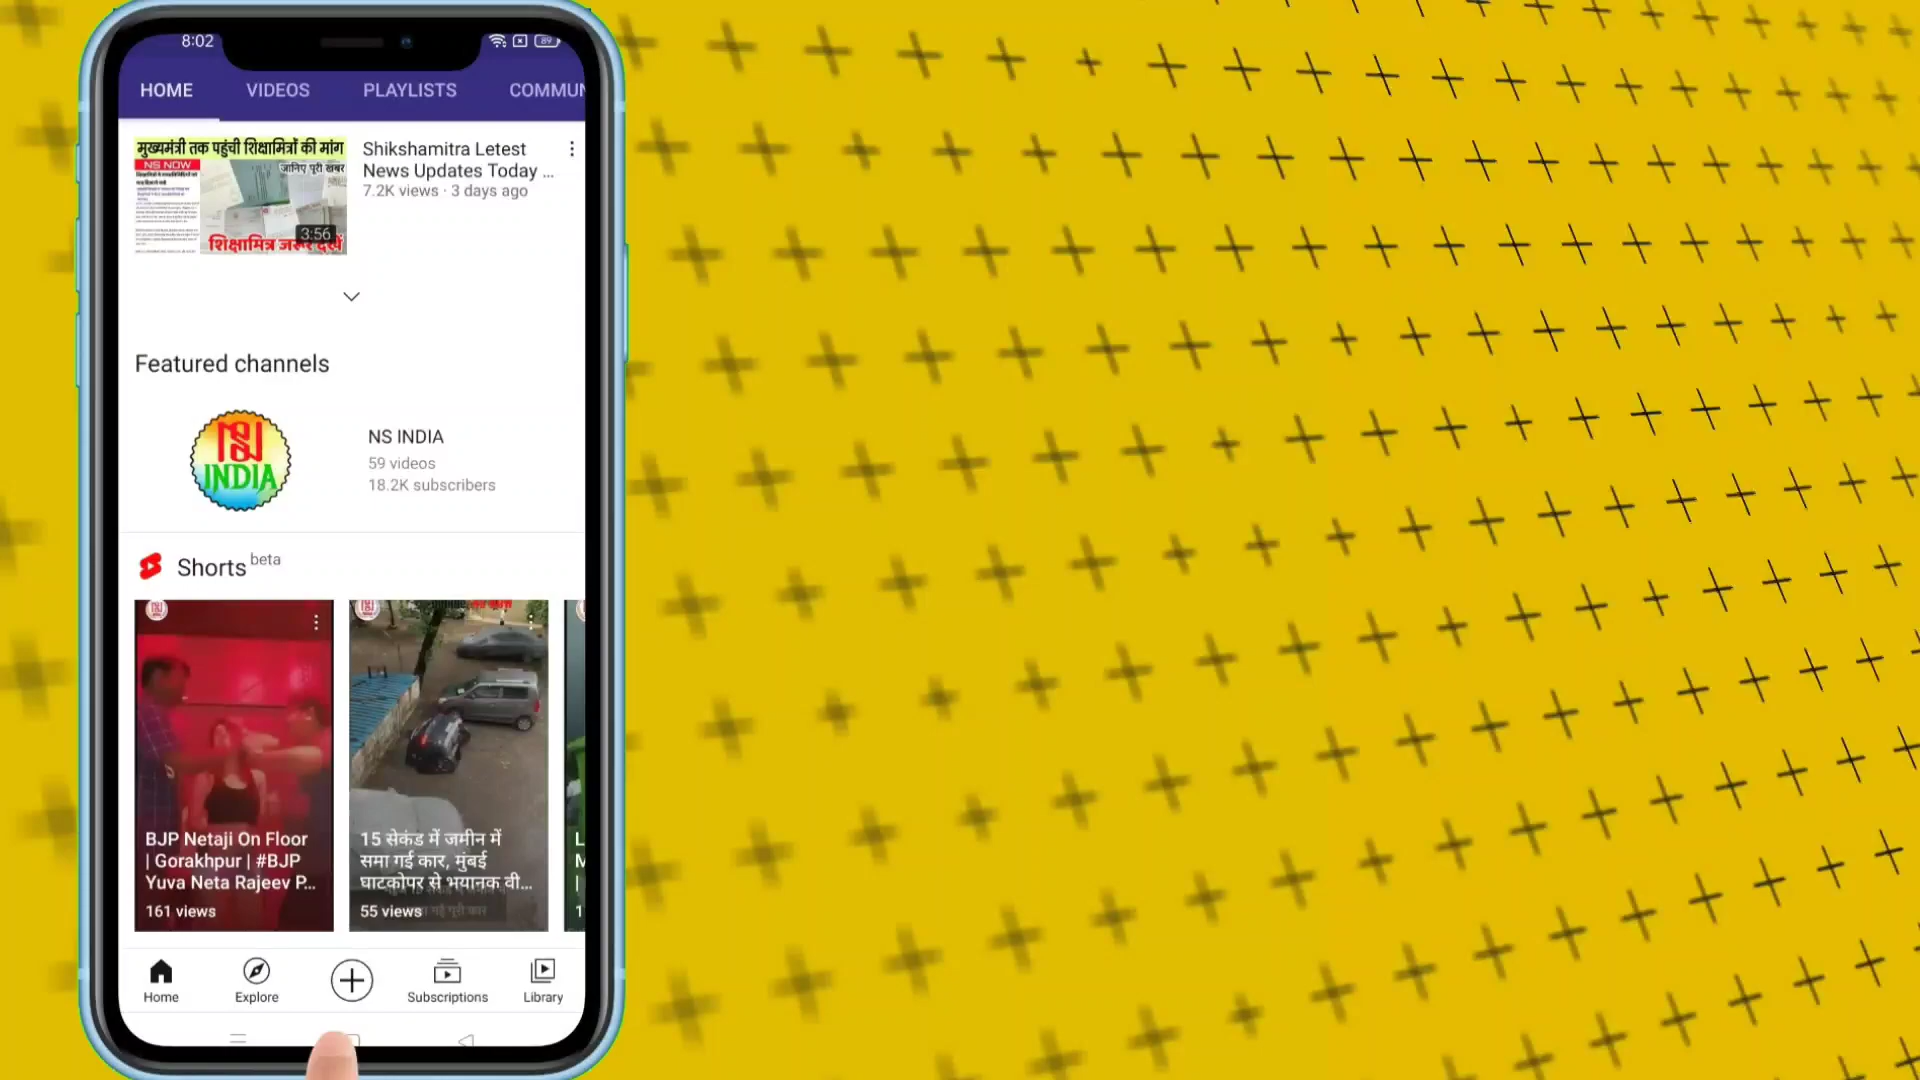 8:02
89
HOME VIDEOS PLAYLISTS COMMUN
मुख्यमंत्री तक पहुंची शिक्षामित्रों की मांग
NS NOW
जानिए पूरी खबर
3:56
शिक्षामित्र जरूर देखें
Shikshamitra Letest
News Updates Today ...
7.2K views · 3 days ago
Featured channels
NS
INDIA
NS INDIA
59 videos
18.2K subscribers
Shorts beta
BJP Netaji On Floor
| Gorakhpur | #BJP
Yuva Neta Rajeev P...
161 views
15 सेकंड में जमीन में
समा गई कार, मुंबई
घाटकोपर से भयानक वी...
55 views
L
M
|
1
Home Explore Subscriptions Library